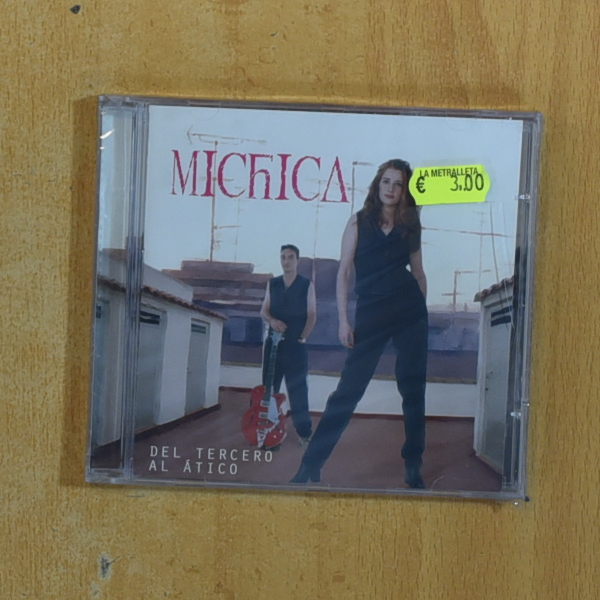 MICHICA
LA METRALLETA
€ 3.00
DEL TERCERO
AL ÁTICO